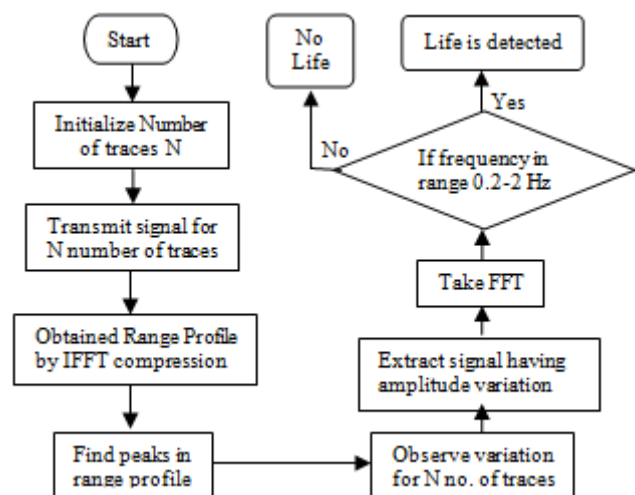 Start
Initialize Number
of traces N
Transmit signal for
N number of traces
Obtained Range Profile
by IFFT compression
Find peaks in
range profile
Observe variation
for N no. of traces
Extract signal having
amplitude variation
Take FFT
If frequency in
range 0.2-2 Hz
No
No
Life
Yes
Life is detected